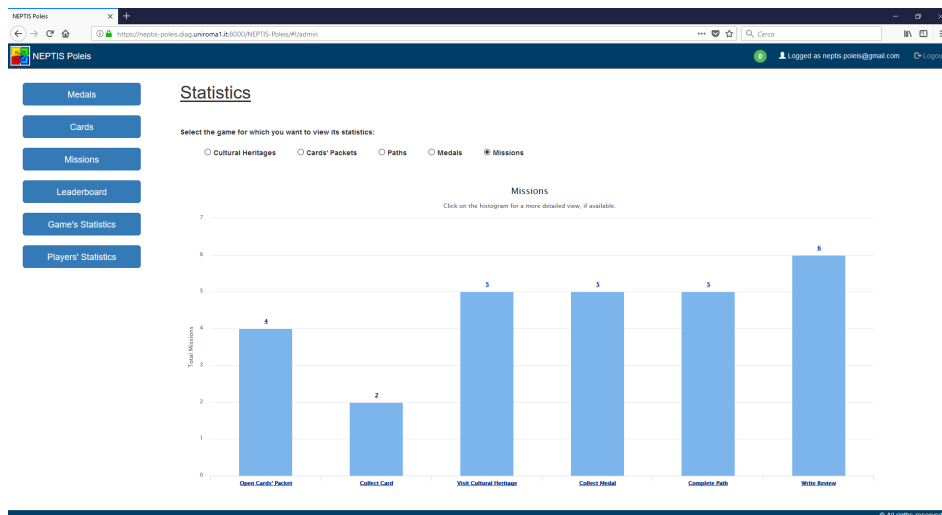 NEPTIS Poleis
https://neptis-poleis.diag.uniroma1.it:8000/NEPTIS-Poleis/#!/admin
Cerca
NEPTIS Poleis
0 Logged as neptis.poleis@gmail.com Logou
Medals
Cards
Missions
Leaderboard
Game's Statistics
Players' Statistics
Statistics
Select the game for which you want to view its statistics:
Cultural Heritages Cards' Packets Paths Medals Missions
Missions
Click on the histogram for a more detailed view, if available.
Total Missions
7
6
5
4
3
2
1
0
4
2
5
5
5
6
Open Cards' Packet
Collect Card
Visit Cultural Heritage
Collect Medal
Complete Path
Write Review
© All rigths reserved